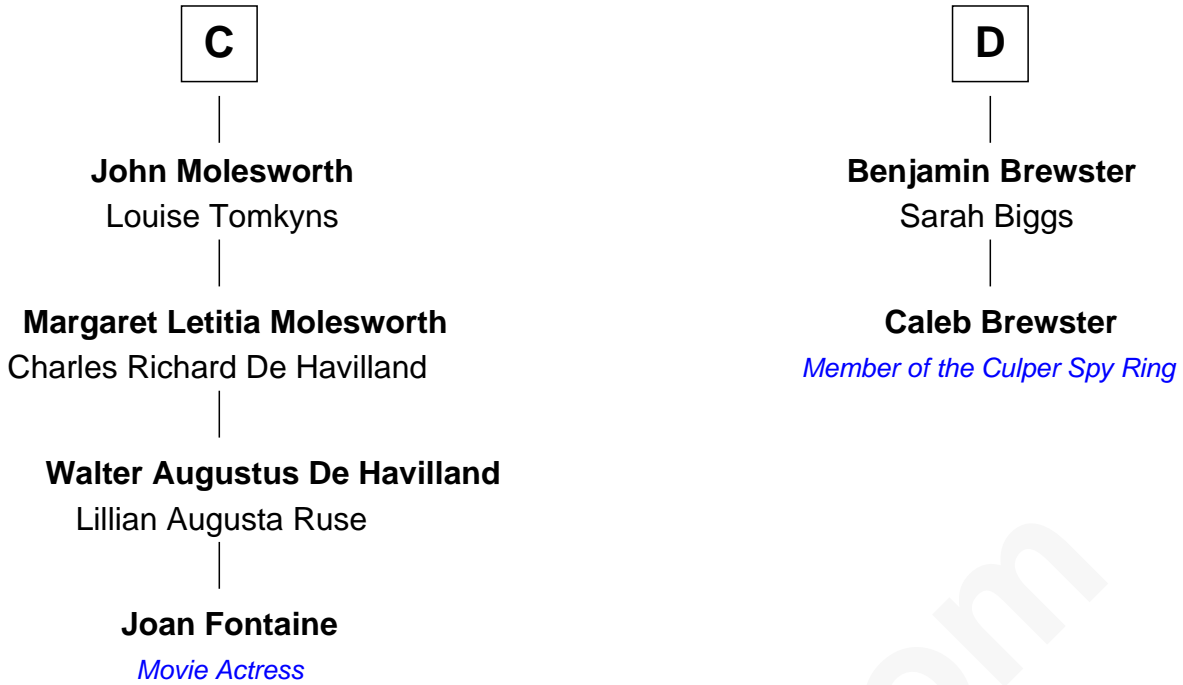 C
John Molesworth
Louise Tomkyns
Margaret Letitia Molesworth
Charles Richard De Havilland
Walter Augustus De Havilland
Lillian Augusta Ruse
Joan Fontaine
Movie Actress
D
Benjamin Brewster
Sarah Biggs
Caleb Brewster
Member of the Culper Spy Ring
om